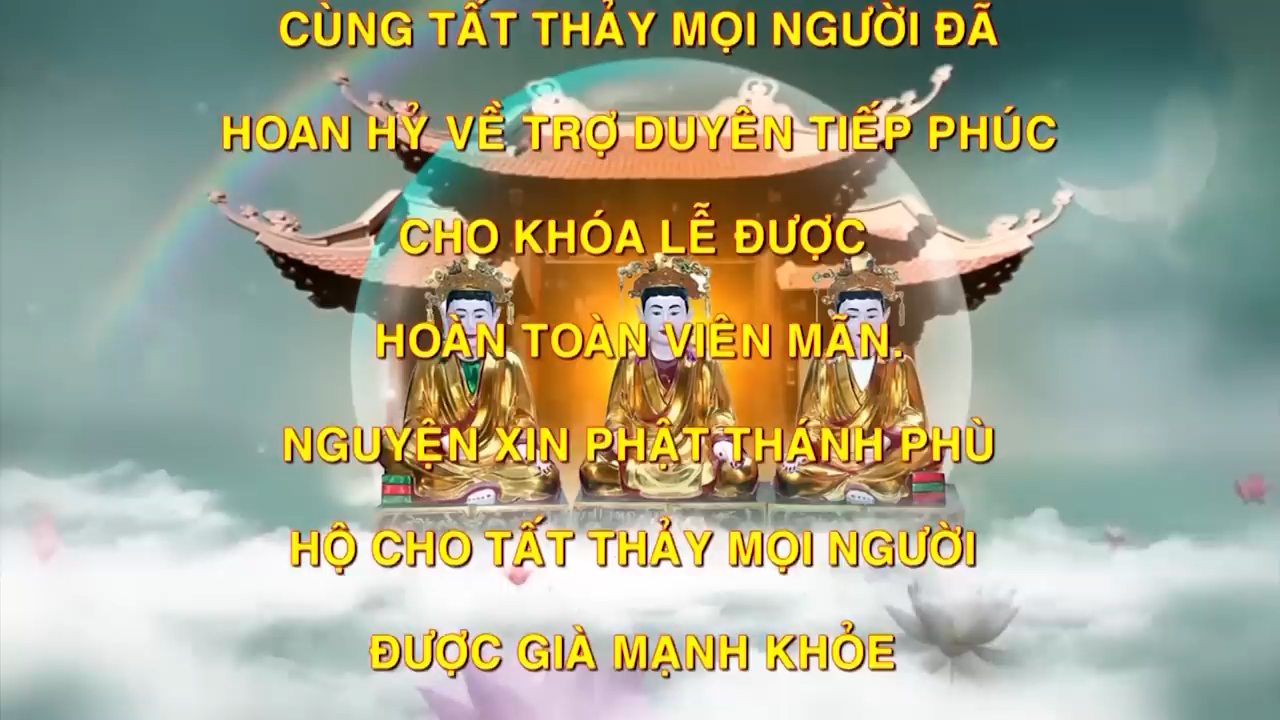 CÙNG TẤT THẢY MỌI NGƯỜI ĐÃ
HOAN HỶ VỀ TRỢ DUYÊN TIẾP PHÚC
CHO KHÓA LỄ ĐƯỢC
HOÀN TOÀN VIÊN MÃN.
NGUYỆN XIN PHẬT THÁNH PHÙ
HỘ CHO TẤT THẢY MỌI NGƯỜI
ĐƯỢC GIÀ MẠNH KHỎE